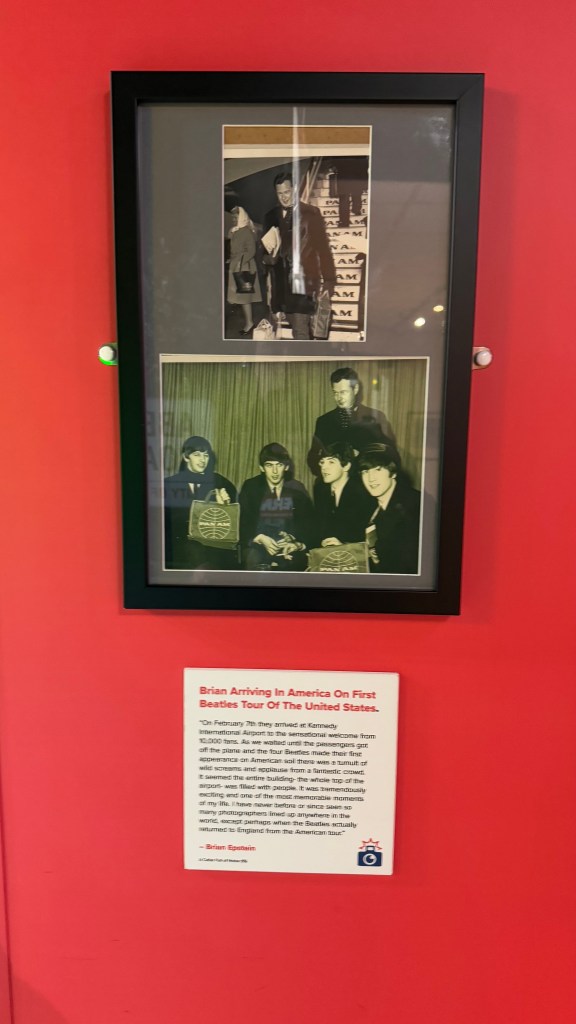 PAN AM
PAN AM
AM
AM
PAN AM
PAN AM
Brian Arriving In America On First
Beatles Tour Of The United States.
"On February 7th they arrived at Kennedy
International Airport to the sensational welcome from
10,000 fans. As we waited until the passengers got
off the plane and the four Beatles made their first
appearance on American soil there was a tumult of
wild screams and applause from a fantastic crowd.
It seemed the entire building- the whole top of the
airport- was filled with people. It was tremendously
exciting and one of the most memorable moments
of my life. I have never before or since seen so
many photographers lined up anywhere in the
world, except perhaps when the Beatles actually
returned to England from the American tour."
– Brian Epstein
A Cellar Full of Noise